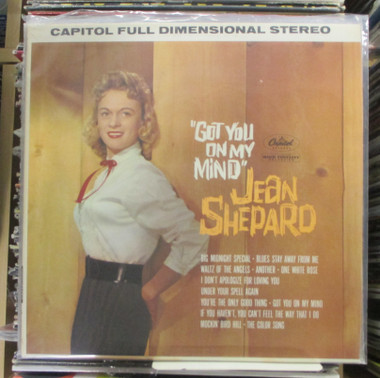 CAPITOL FULL DIMENSIONAL STEREO
"GOT YOU
ON MY
MIND"
Capitol
JEAN
SHEPARD
BIG MIDNIGHT SPECIAL • BLUES STAY AWAY FROM ME
WALTZ OF THE ANGELS • ANOTHER • ONE WHITE ROSE
I DON'T APOLOGIZE FOR LOVING YOU
UNDER YOUR SPELL AGAIN
YOU'RE THE ONLY GOOD THING • GOT YOU ON MY MIND
IF YOU HAVEN'T, YOU CAN'T FEEL THE WAY THAT I DO
MOCKIN' BIRD HILL • THE COLOR SONG